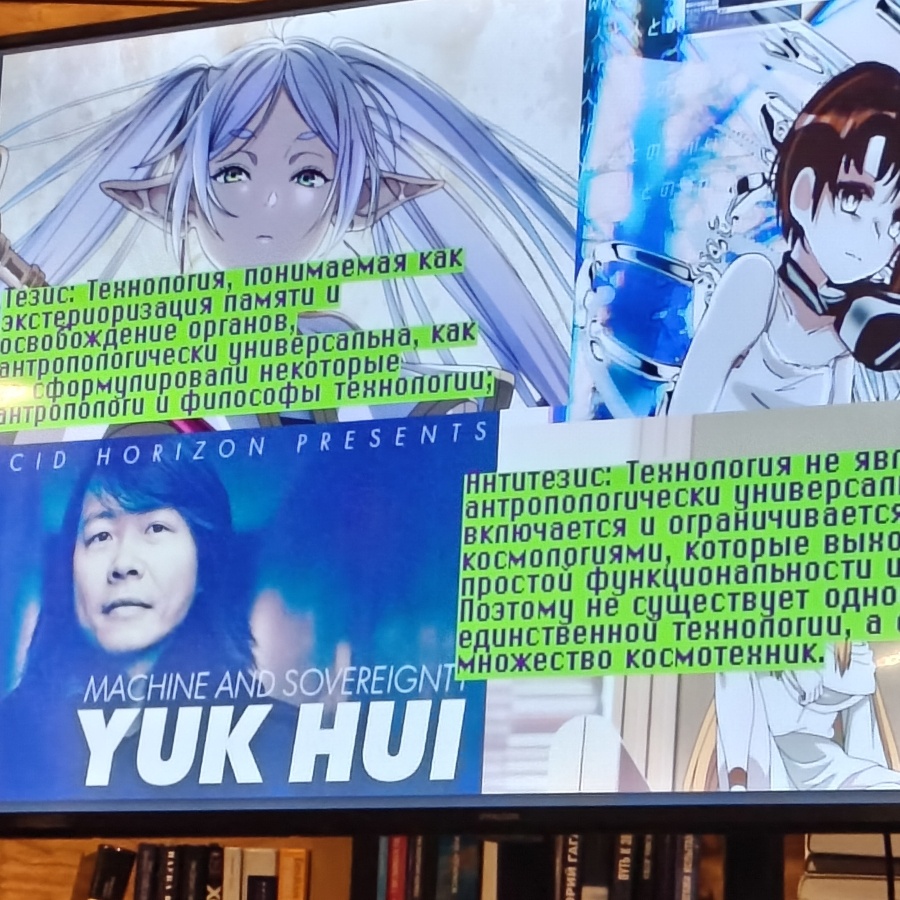 Тезис: Технология, понимаемая как
экстериоризация памяти и
освобождение органов,
антропологически универсальна, как
сформулировали некоторые
антропологи и философы технологии;
CID HORIZON PRESENTS
MACHINE AND SOVEREIGNTY
YUK HUI
Антитезис: Технология не явл
антропологически универсаль
включается и ограничивается
космологиями, которые выхо
простой функциональности и
Поэтому не существует одно
единственной технологии, а с
множество космотехник.